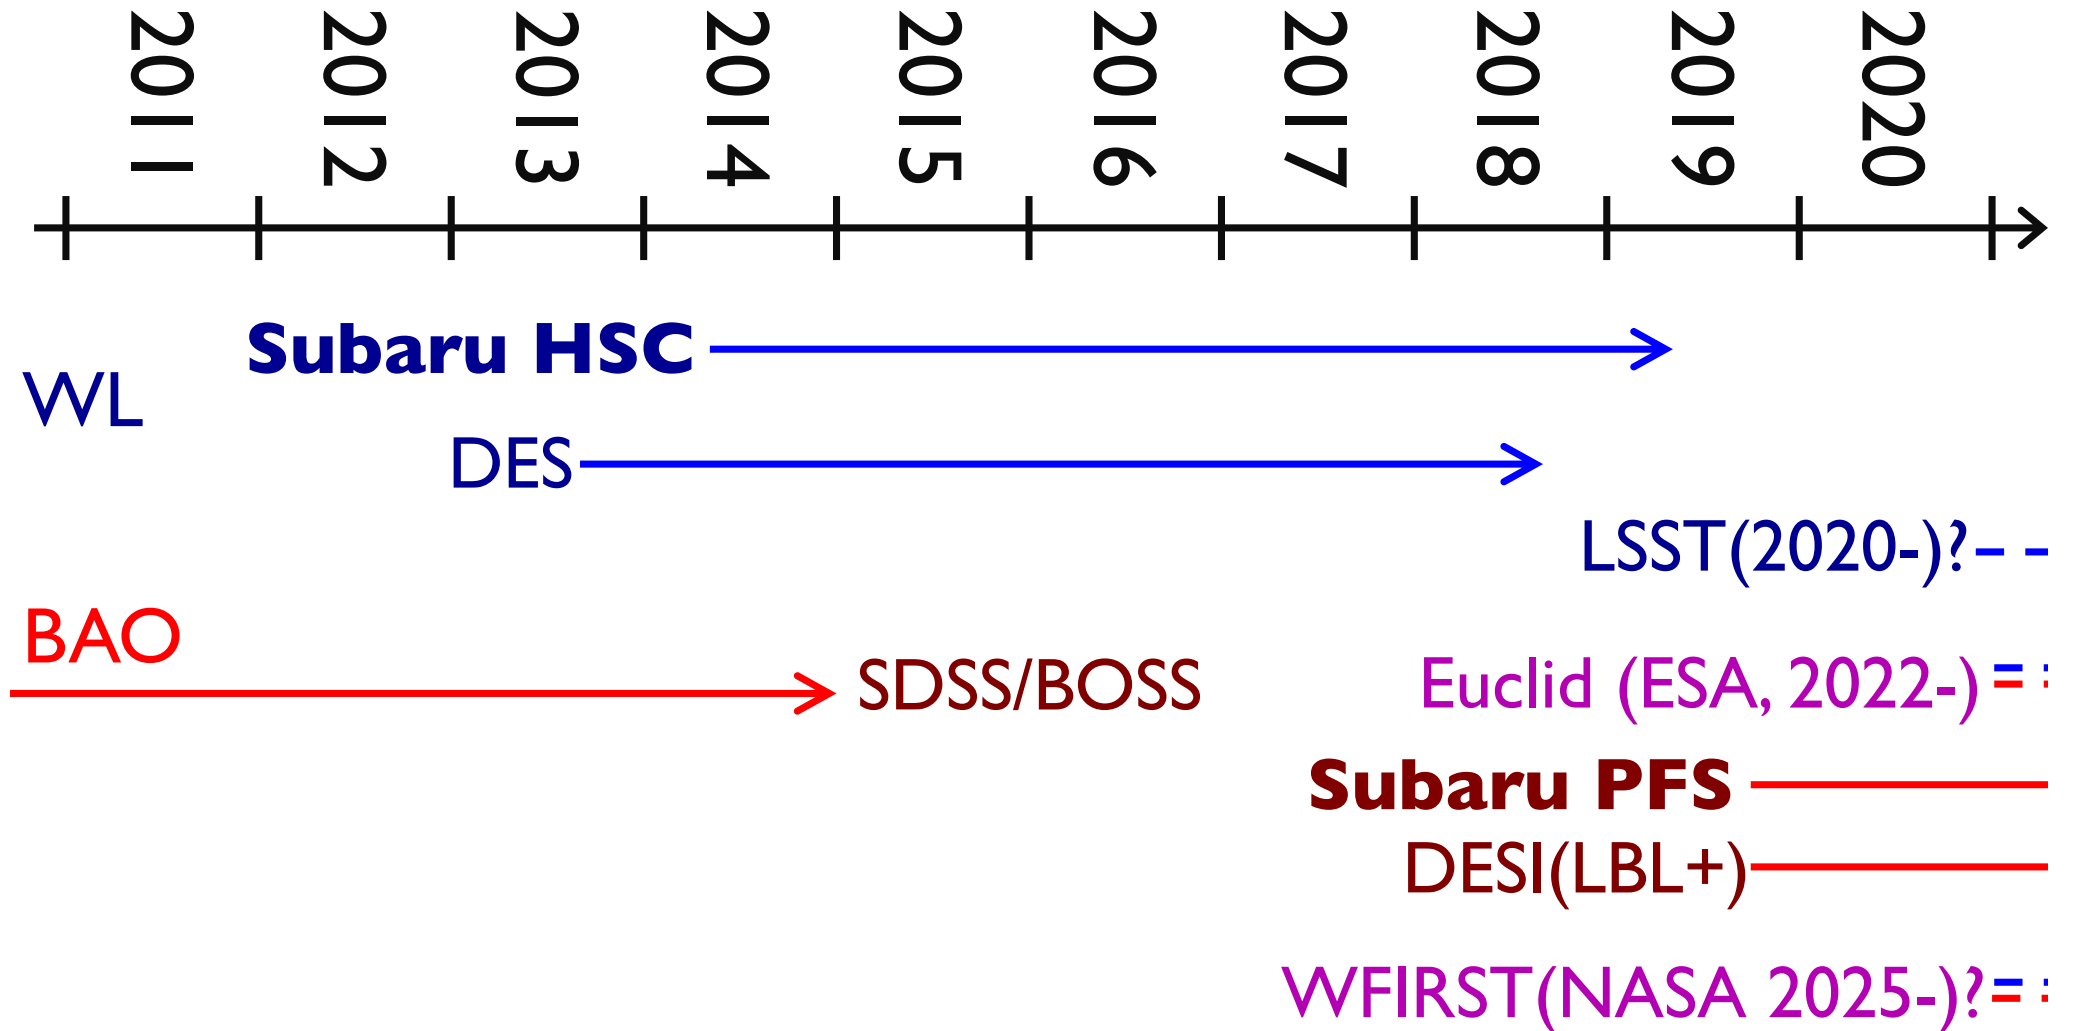 2011 2012 2013 2014 2015 2016 2017 2018 2019 2020
Subaru HSC
WL
DES
LSST(2020-)?
BAO
SDSS/BOSS
Euclid (ESA, 2022-)
Subaru PFS
DESI(LBL+)
WFIRST(NASA 2025-)?